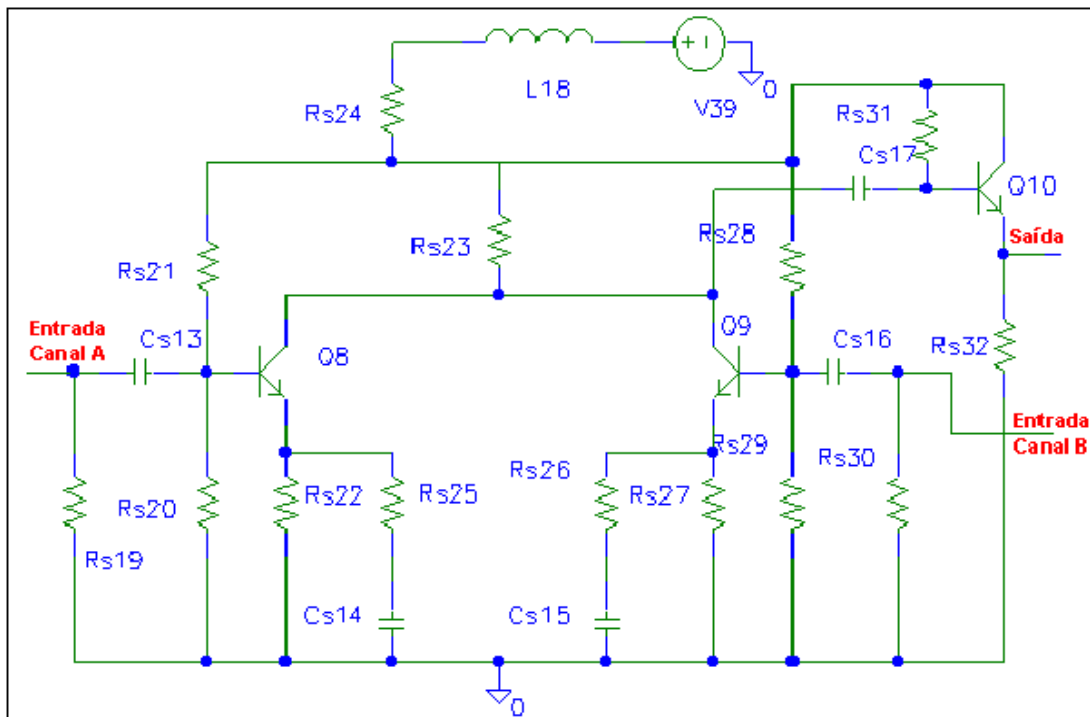 L18
0
V39
Rs24
Rs31
Cs17
Q10
Rs28
Saída
Rs23
Rs21
Entrada
Canal A
Cs13
Q8
Q9
Cs16
Rs32
Entrada
Canal B
Rs29
Rs26
Rs30
Rs22
Rs25
Rs27
Rs20
Rs19
Cs14
Cs15
0